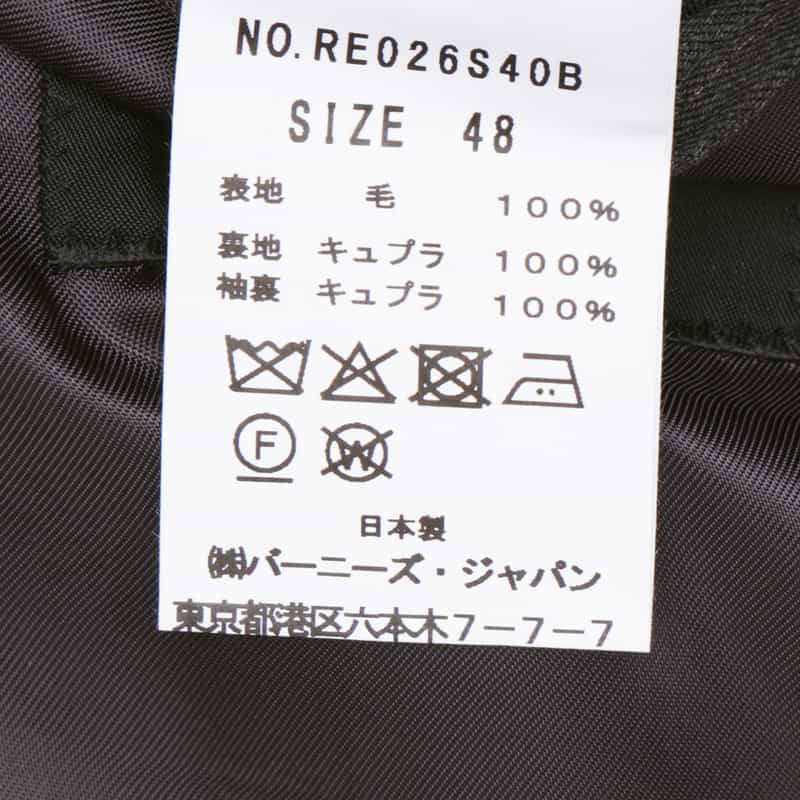 NO.RE026S40B
SIZE 48
表地 毛 100%
裏地 キュプラ 100%
袖裏 キュプラ 100%
F W
日本製
㈱バーニーズ・ジャパン
東京都港区六本木7-7-7